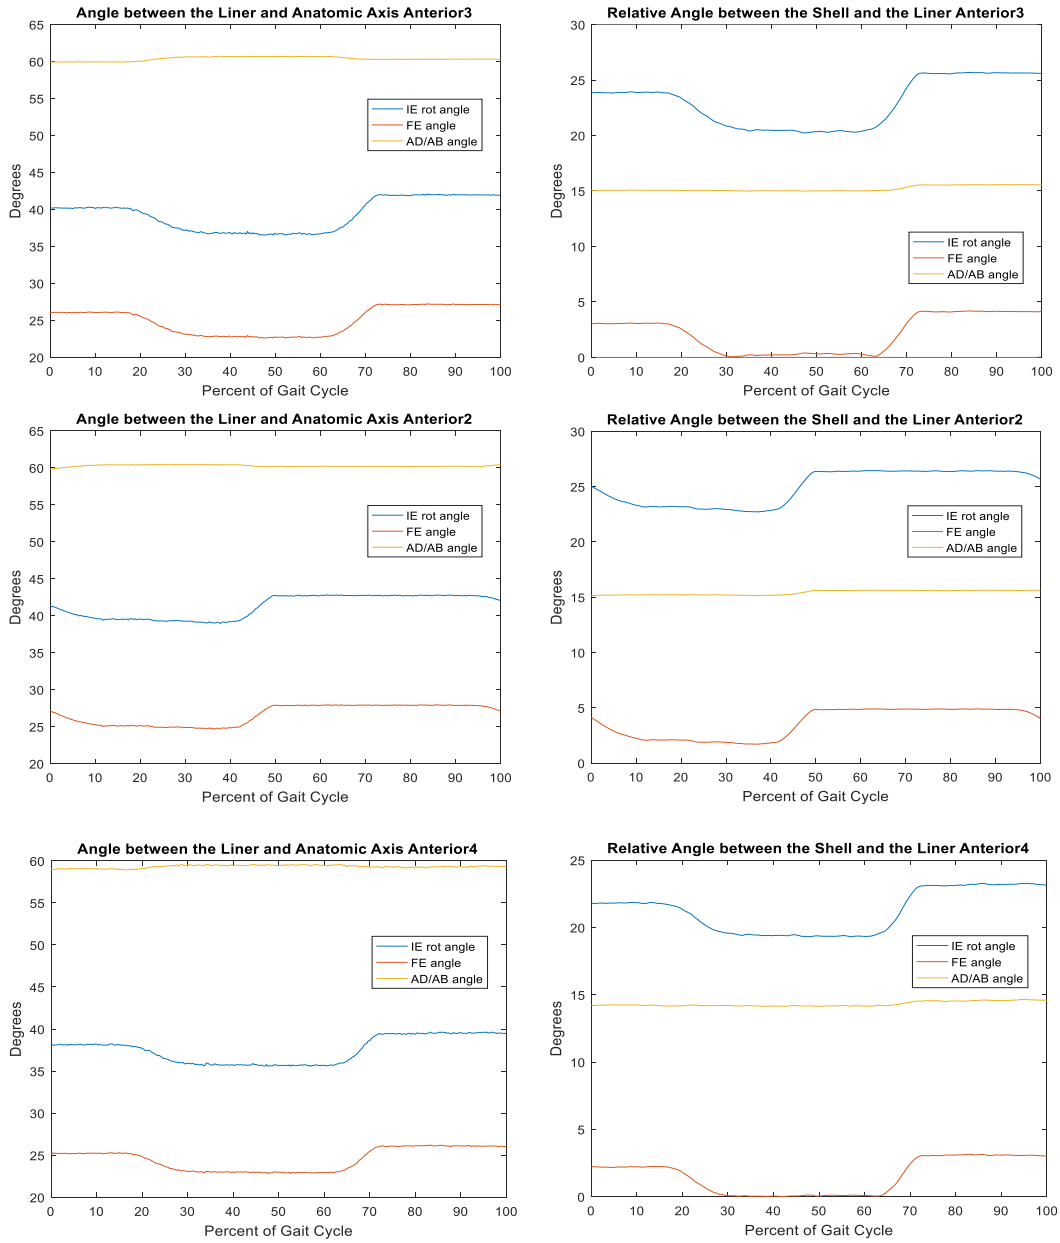 Angle between the Liner and Anatomic Axis Anterior3
65
60
55
50
45
40
35
30
25
20
Degrees
IE rot angle
FE angle
AD/AB angle
0 10 20 30 40 50 60 70 80 90 100
Percent of Gait Cycle
Relative Angle between the Shell and the Liner Anterior3
30
25
20
15
10
5
0
Degrees
IE rot angle
FE angle
AD/AB angle
0 10 20 30 40 50 60 70 80 90 100
Percent of Gait Cycle
Angle between the Liner and Anatomic Axis Anterior2
65
60
55
50
45
40
35
30
25
20
Degrees
IE rot angle
FE angle
AD/AB angle
0 10 20 30 40 50 60 70 80 90 100
Percent of Gait Cycle
Relative Angle between the Shell and the Liner Anterior2
30
25
20
15
10
5
0
Degrees
IE rot angle
FE angle
AD/AB angle
0 10 20 30 40 50 60 70 80 90 100
Percent of Gait Cycle
Angle between the Liner and Anatomic Axis Anterior4
60
55
50
45
40
35
30
25
20
Degrees
IE rot angle
FE angle
AD/AB angle
0 10 20 30 40 50 60 70 80 90 100
Percent of Gait Cycle
Relative Angle between the Shell and the Liner Anterior4
25
20
15
10
5
0
Degrees
IE rot angle
FE angle
AD/AB angle
0 10 20 30 40 50 60 70 80 90 100
Percent of Gait Cycle